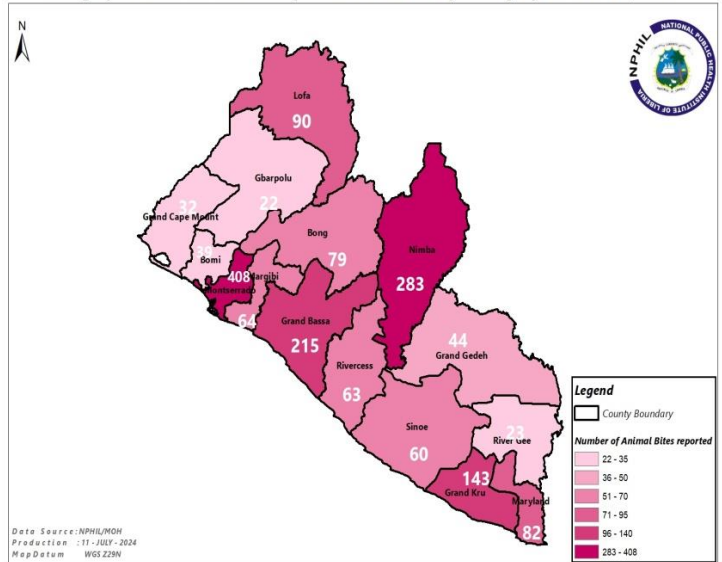 N
NPHIL
NATIONAL PUBLIC HEALTH INSTITUTE OF LIBERIA
Lofa
90
Gbarpolu
22
32
Grand Cape Mount
Bong
79
Nimba
283
39
Bomi
408
Margibi
Montserrado
64
Grand Bassa
215
44
Grand Gedeh
Rivercess
63
Sinoe
60
23
River Gee
143
Grand Kru
Maryland
82
Legend
County Boundary
Number of Animal Bites reported
22 - 35
36 - 50
51 - 70
71 - 95
96 - 140
283 - 408
Data Source: NPHIL/MOH
Production : 11 - JULY - 2024
Map Datum WGS Z29N